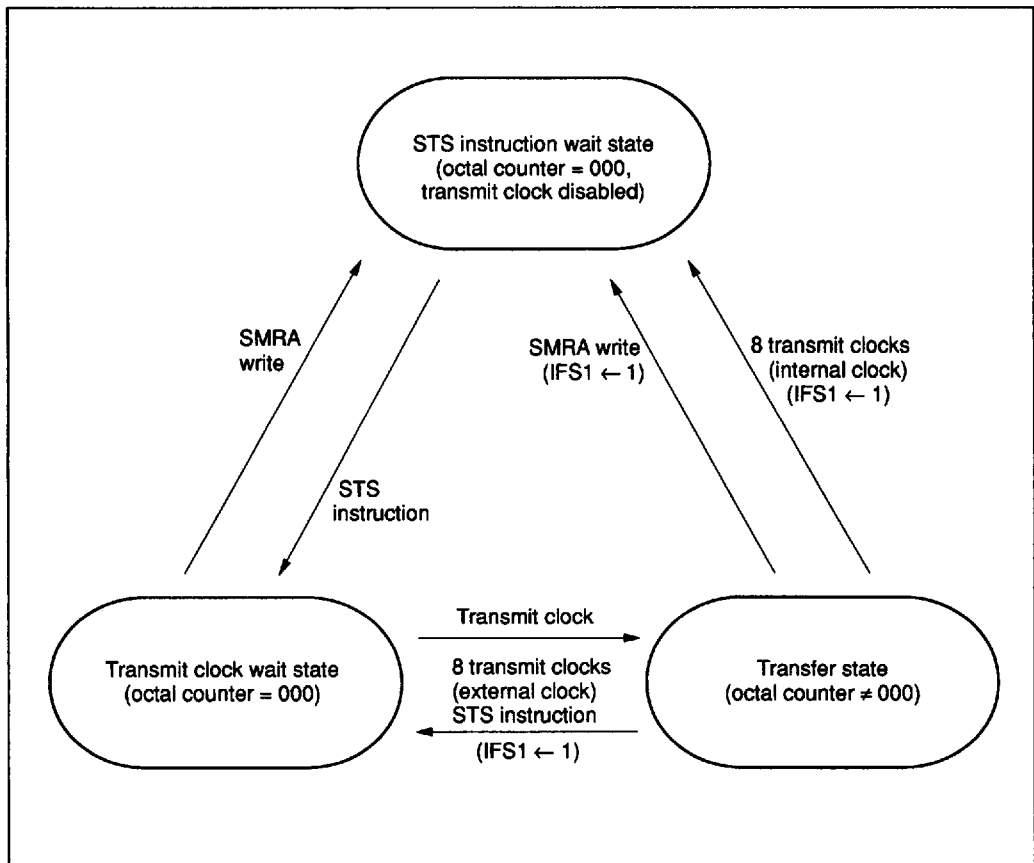 STS instruction wait state
(octal counter = 000,
transmit clock disabled)
SMRA
write
STS
instruction
SMRA write
(IFS1 ← 1)
8 transmit clocks
(internal clock)
(IFS1 ← 1)
Transmit clock wait state
(octal counter = 000)
Transmit clock
8 transmit clocks
(external clock)
STS instruction
(IFS1 ← 1)
Transfer state
(octal counter ≠ 000)